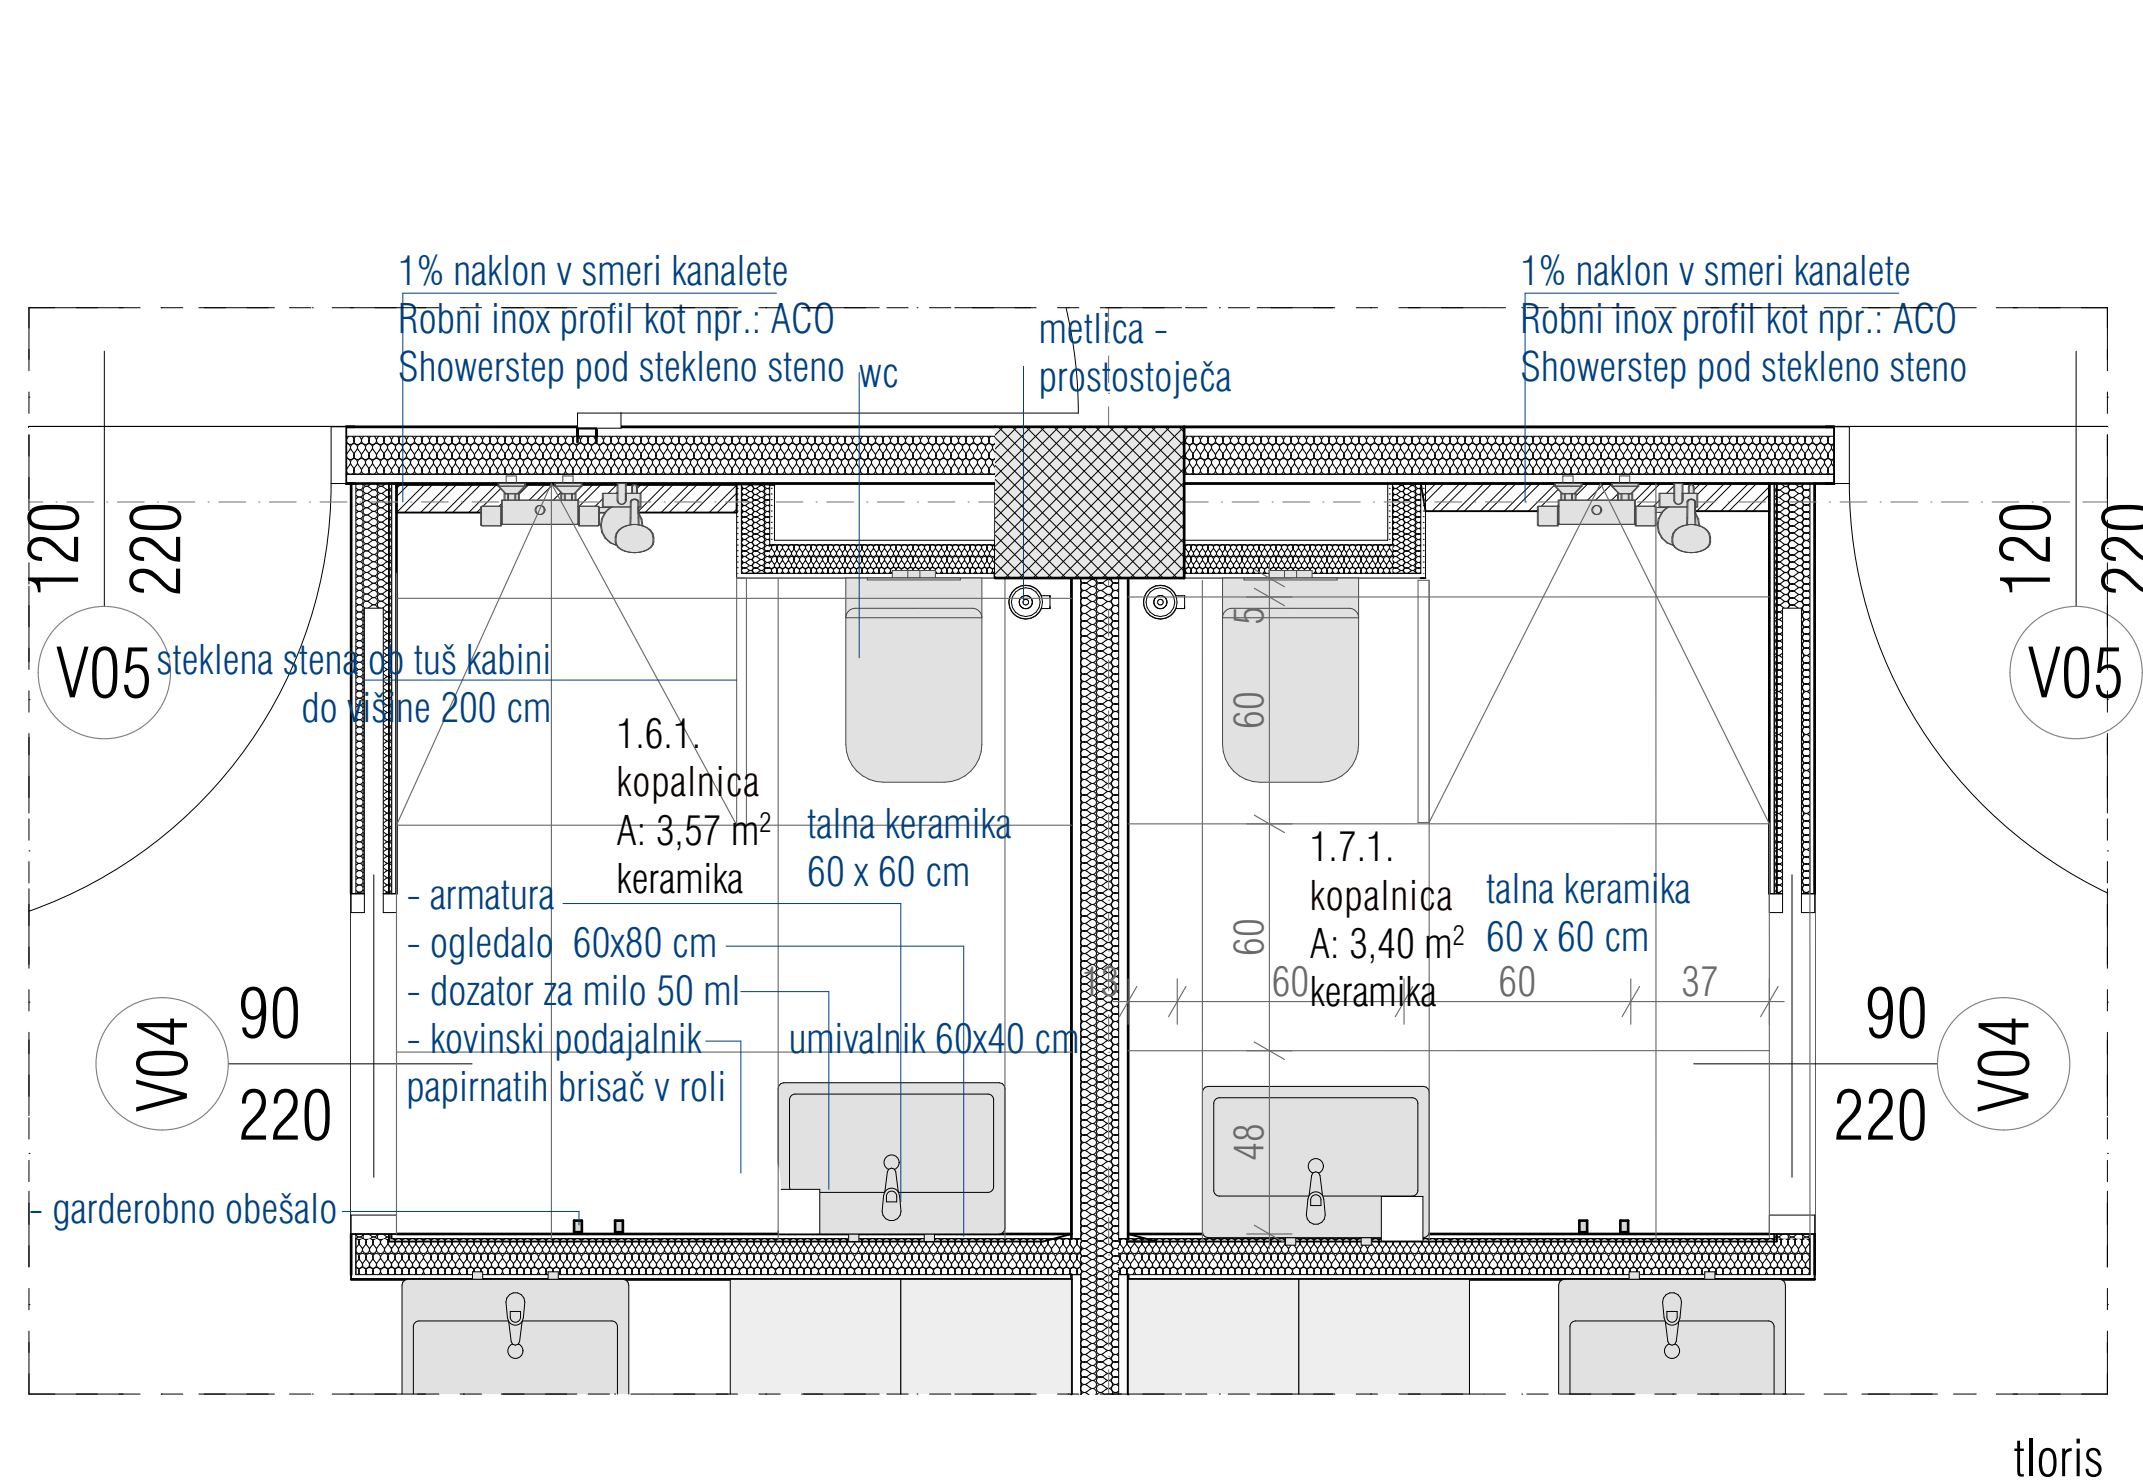 1% naklon v smeri kanalete
Robni inox profil kot npr.: ACO
Showerstep pod stekleno steno
wc
metlica -
prostostoječa
1% naklon v smeri kanalete
Robni inox profil kot npr.: ACO
Showerstep pod stekleno steno
120
220
V05
120
220
V05
steklena stena ob tuš kabini
do višine 200 cm
1.6.1.
kopalnica
A: 3,57 m²
keramika
talna keramika
60 x 60 cm
5
60
60
48
1.7.1.
kopalnica
A: 3,40 m²
keramika
talna keramika
60 x 60 cm
13
60
60
37
- armatura
- ogledalo 60x80 cm
- dozator za milo 50 ml
- kovinski podajalnik
papirnatih brisač v roli
umivalnik 60x40 cm
V04
90
220
90
220
V04
- garderobno obešalo
tloris